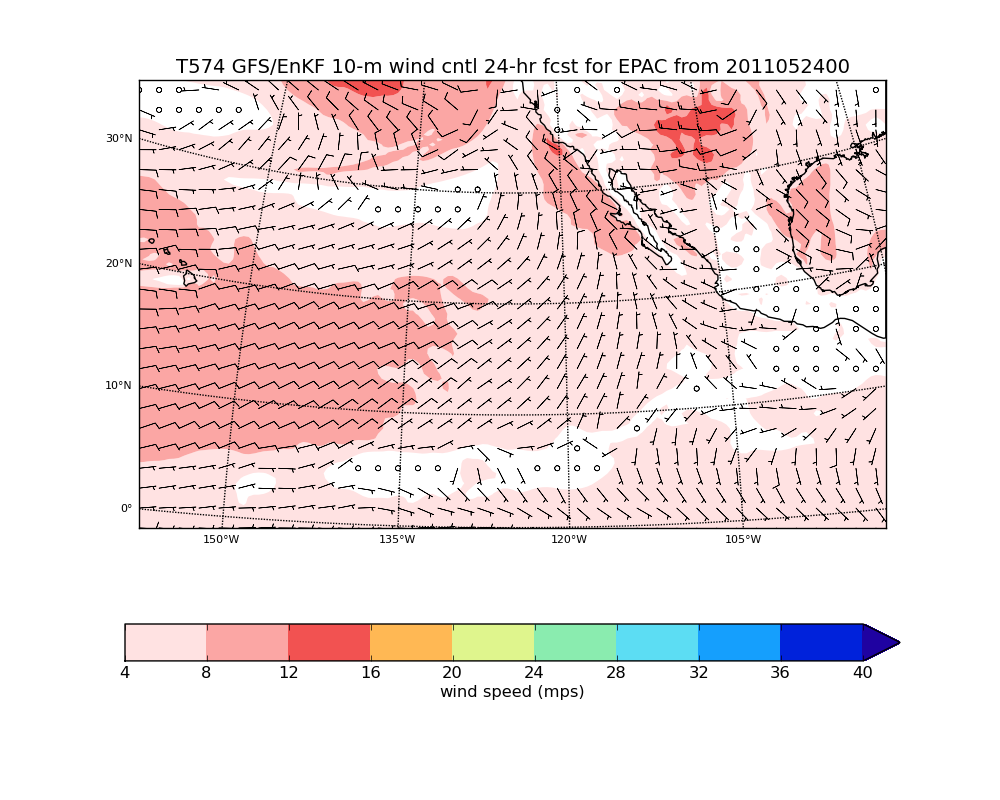 T574 GFS/EnKF 10-m wind cntl 24-hr fcst for EPAC from 2011052400
30°N
20°N
10°N
0°
150°W 135°W 120°W 105°W
4 8 12 16 20 24 28 32 36 40
wind speed (mps)